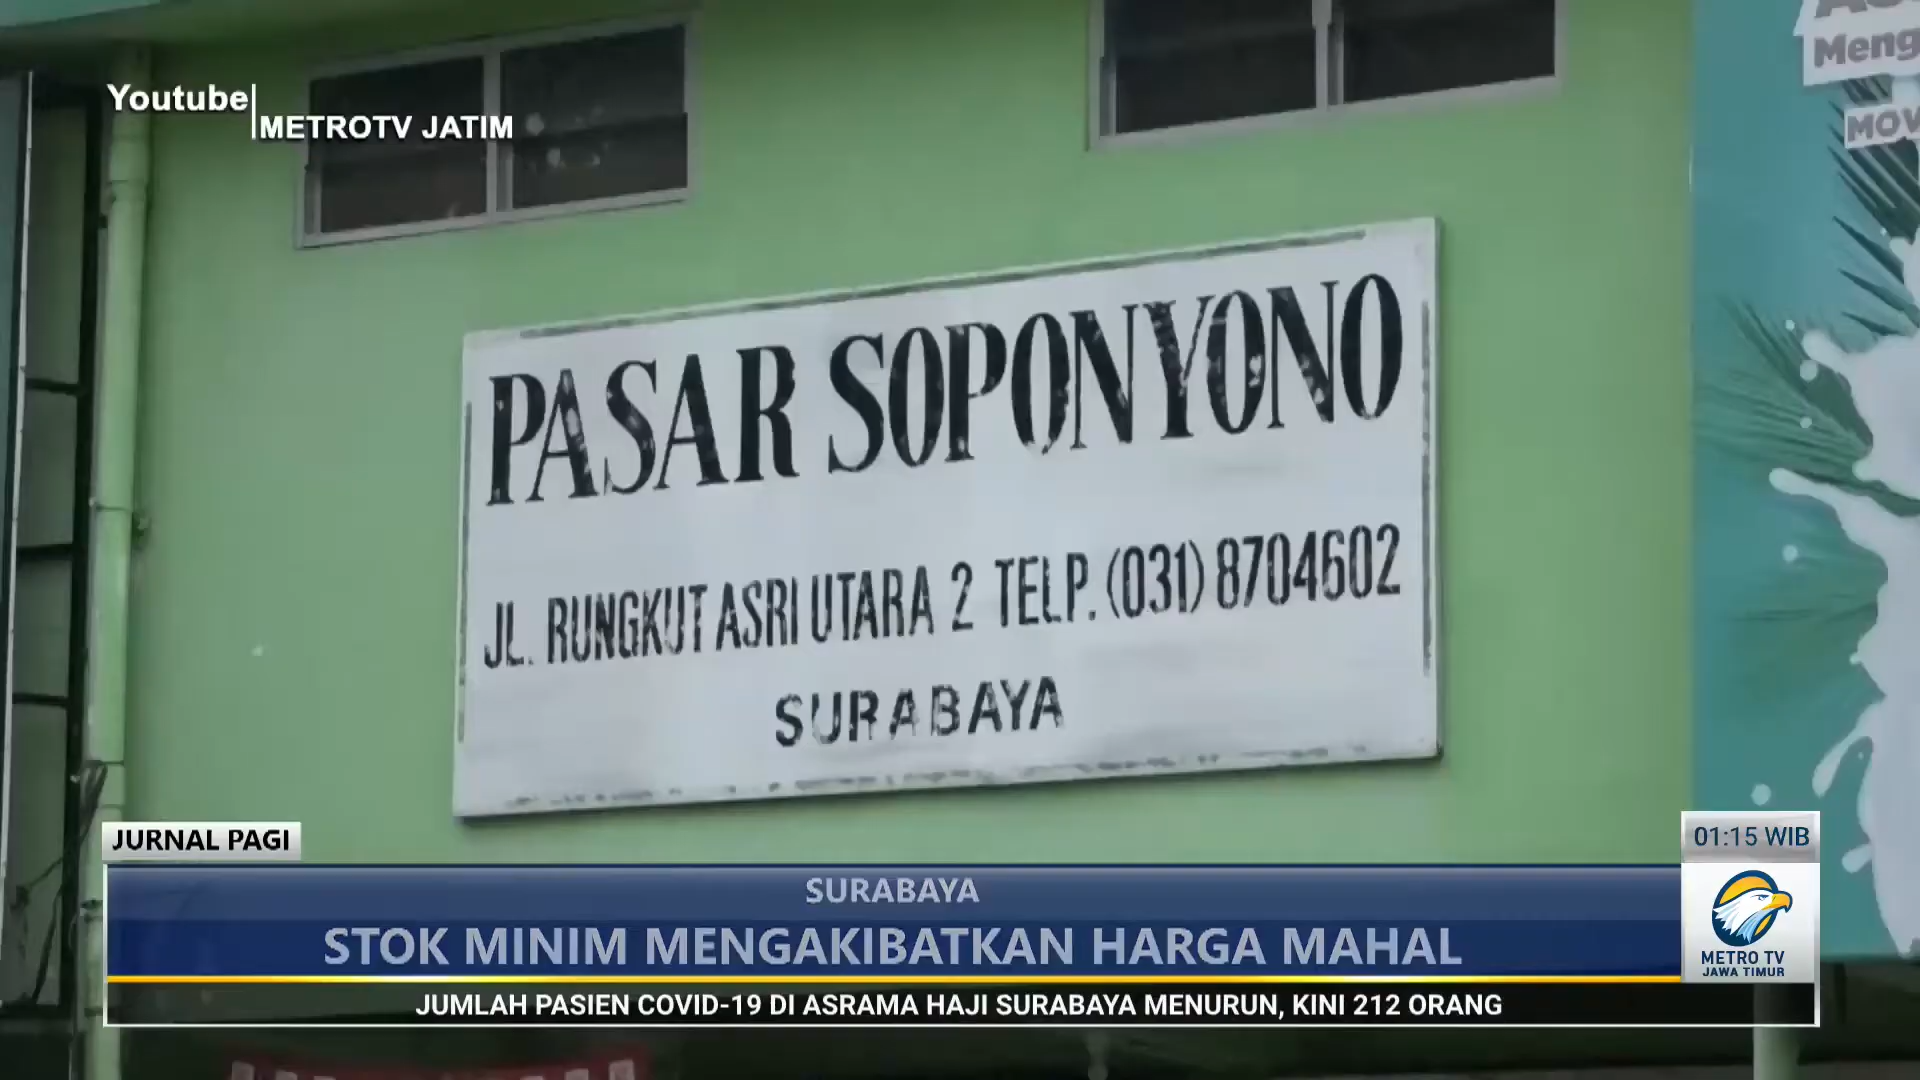 Youtube
METROTV JATIM
Meng
MOV
PASAR SOPONYONO
JL. RUNGKUT ASRI UTARA 2 TELP. (031) 8704602
SURABAYA
JURNAL PAGI
01:15 WIB
SURABAYA
STOK MINIM MENGAKIBATKAN HARGA MAHAL
METRO TV
JAWA TIMUR
JUMLAH PASIEN COVID-19 DI ASRAMA HAJI SURABAYA MENURUN, KINI 212 ORANG